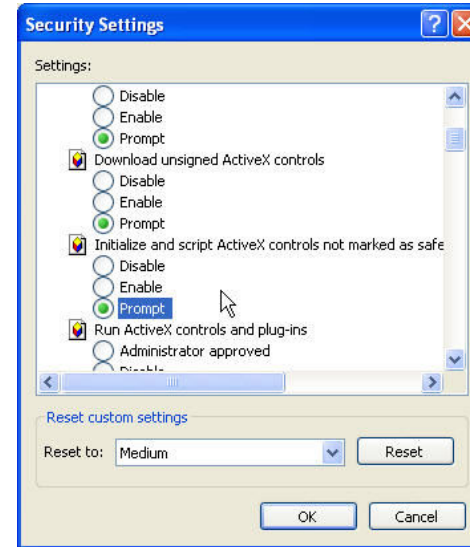 Security Settings
Settings:
Disable
Enable
Prompt
Download unsigned ActiveX controls
Disable
Enable
Prompt
Initialize and script ActiveX controls not marked as safe
Disable
Enable
Prompt
Run ActiveX controls and plug-ins
Administrator approved
Disable
Reset custom settings
Reset to: Medium Reset
OK Cancel